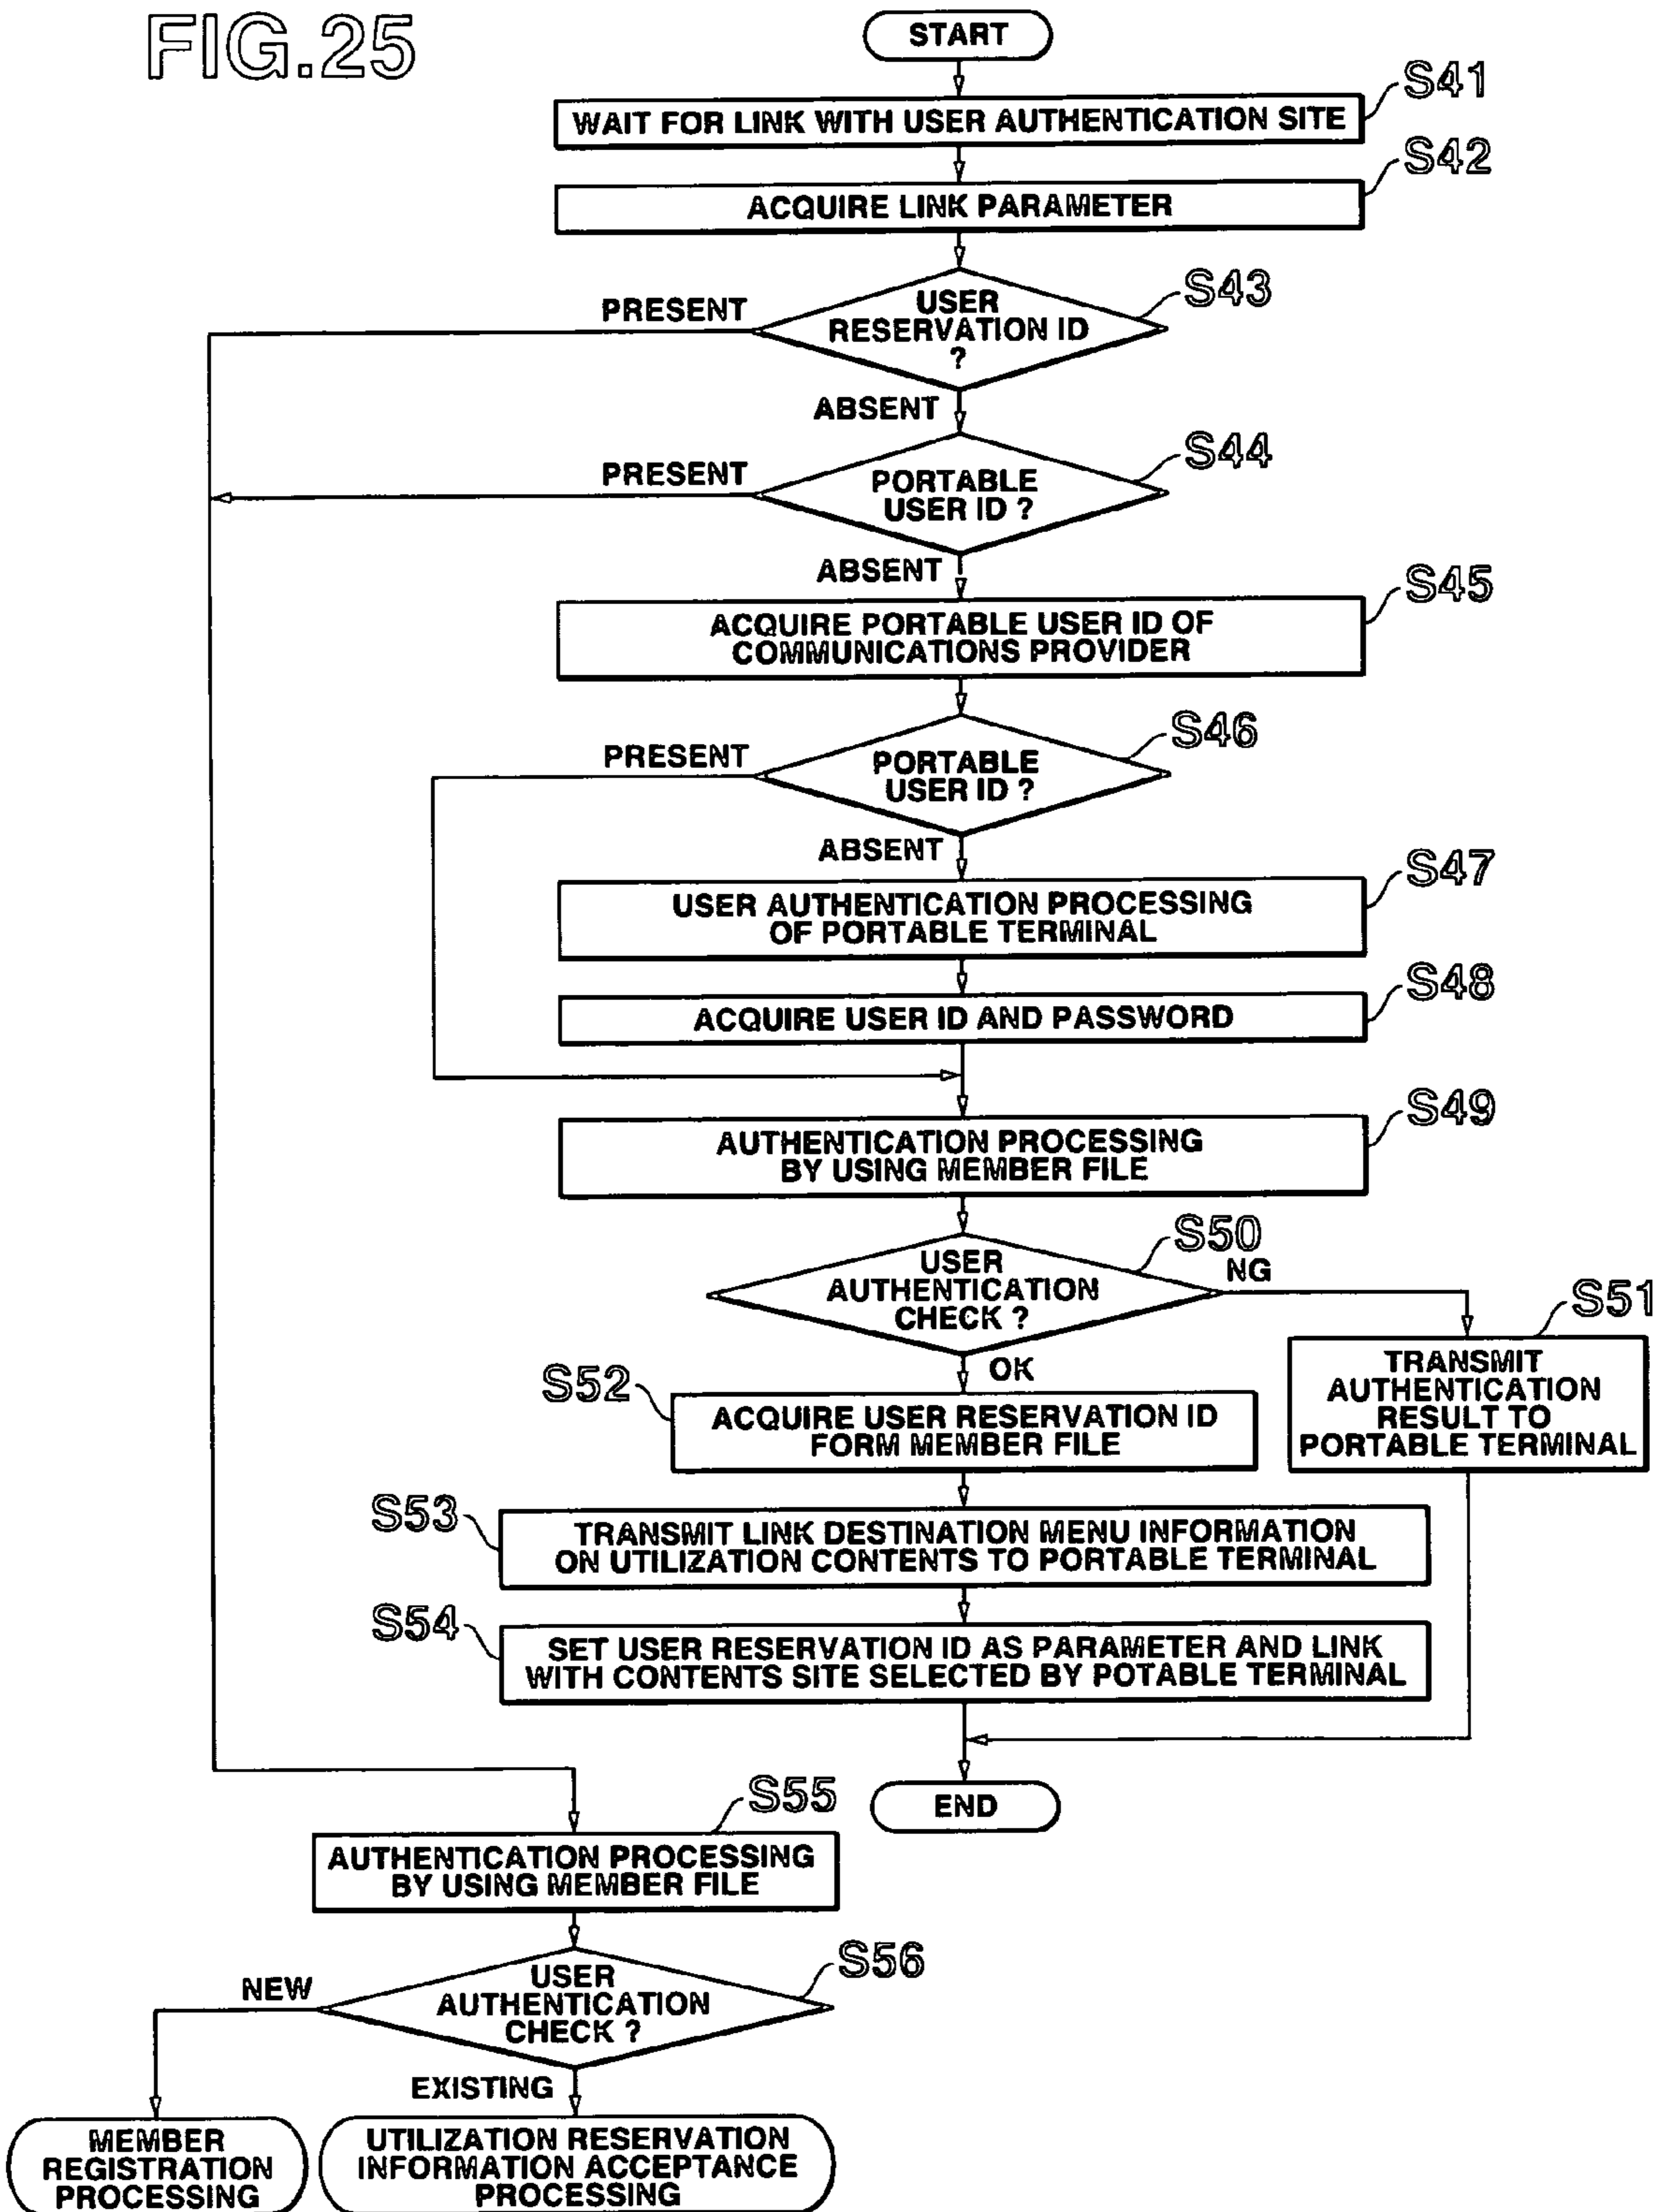 FIG.25
START
S41
WAIT FOR LINK WITH USER AUTHENTICATION SITE
S42
ACQUIRE LINK PARAMETER
S43
PRESENT
USER
RESERVATION ID
?
ABSENT
S44
PRESENT
PORTABLE
USER ID ?
ABSENT
S45
ACQUIRE PORTABLE USER ID OF
COMMUNICATIONS PROVIDER
S46
PRESENT
PORTABLE
USER ID ?
ABSENT
S47
USER AUTHENTICATION PROCESSING
OF PORTABLE TERMINAL
S48
ACQUIRE USER ID AND PASSWORD
S49
AUTHENTICATION PROCESSING
BY USING MEMBER FILE
S50
NG
USER
AUTHENTICATION
CHECK ?
OK
S51
TRANSMIT
AUTHENTICATION
RESULT TO
PORTABLE TERMINAL
S52
ACQUIRE USER RESERVATION ID
FORM MEMBER FILE
S53
TRANSMIT LINK DESTINATION MENU INFORMATION
ON UTILIZATION CONTENTS TO PORTABLE TERMINAL
S54
SET USER RESERVATION ID AS PARAMETER AND LINK
WITH CONTENTS SITE SELECTED BY POTABLE TERMINAL
END
S55
AUTHENTICATION PROCESSING
BY USING MEMBER FILE
S56
NEW
USER
AUTHENTICATION
CHECK ?
EXISTING
MEMBER
REGISTRATION
PROCESSING
UTILIZATION RESERVATION
INFORMATION ACCEPTANCE
PROCESSING